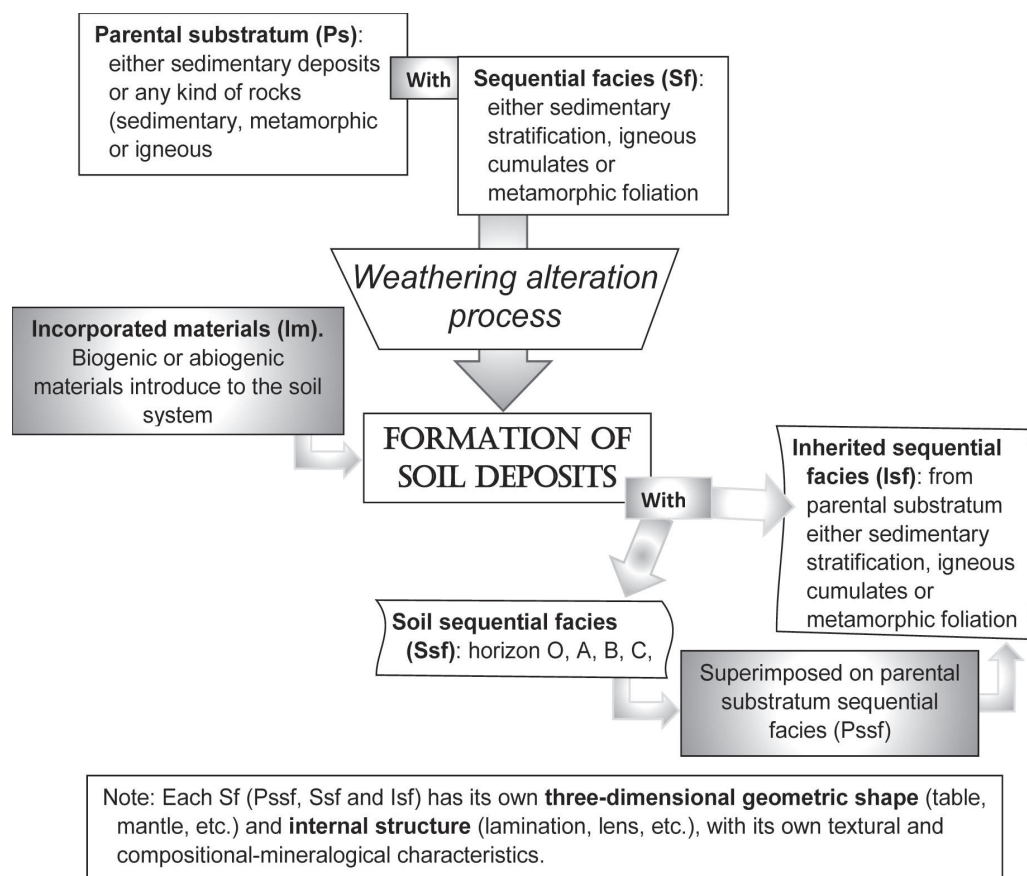 Parental substratum (Ps):
either sedimentary deposits
or any kind of rocks
(sedimentary, metamorphic
or igneous
With
Sequential facies (Sf):
either sedimentary
stratification, igneous
cumulates or
metamorphic foliation
Weathering alteration
process
Incorporated materials (Im).
Biogenic or abiogenic
materials introduce to the soil
system
FORMATION OF
SOIL DEPOSITS
With
Inherited sequential
facies (Isf): from
parental substratum
either sedimentary
stratification, igneous
cumulates or
metamorphic foliation
Soil sequential facies
(Ssf): horizon O, A, B, C,
Superimposed on parental
substratum sequential
facies (Pssf)
Note: Each Sf (Pssf, Ssf and Isf) has its own three-dimensional geometric shape (table,
mantle, etc.) and internal structure (lamination, lens, etc.), with its own textural and
compositional-mineralogical characteristics.